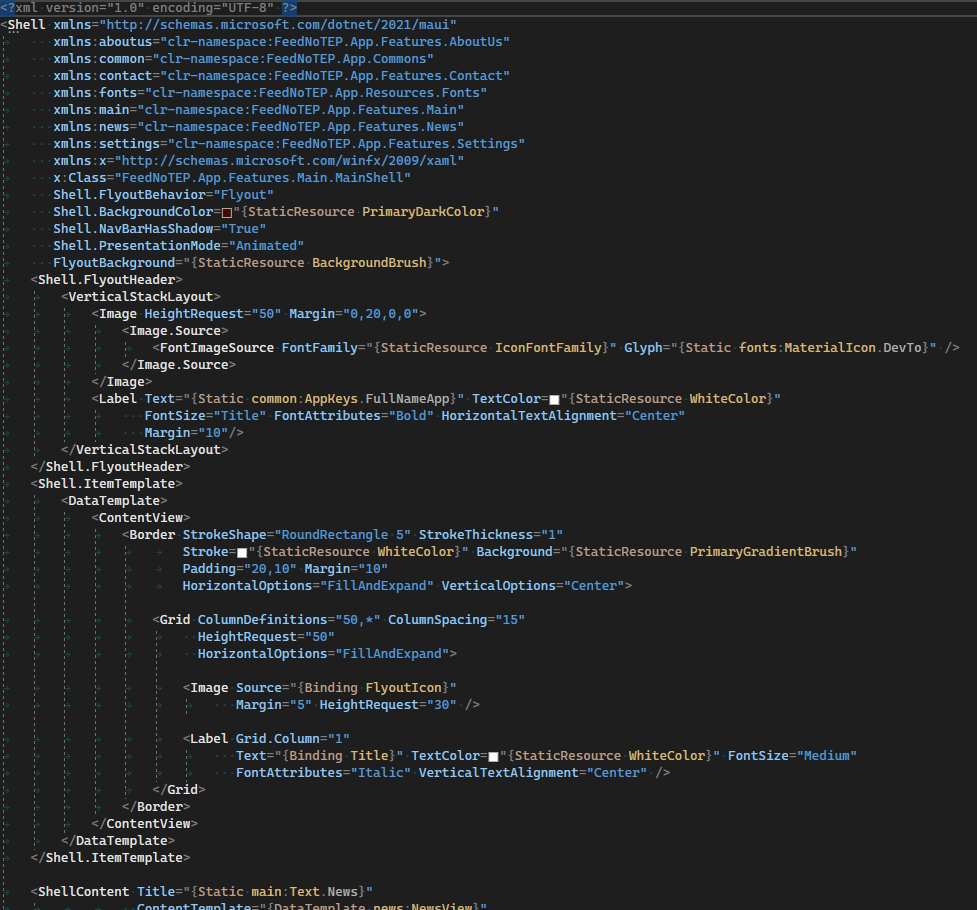 <?xml version="1.0" encoding="UTF-8" ?>
<Shell xmlns="http://schemas.microsoft.com/dotnet/2021/maui"
xmlns:aboutus="clr-namespace:FeedNoTEP.App.Features.AboutUs"
xmlns:common="clr-namespace:FeedNoTEP.App.Commons"
xmlns:contact="clr-namespace:FeedNoTEP.App.Features.Contact"
xmlns:fonts="clr-namespace:FeedNoTEP.App.Resources.Fonts"
xmlns:main="clr-namespace:FeedNoTEP.App.Features.Main"
xmlns:news="clr-namespace:FeedNoTEP.App.Features.News"
xmlns:settings="clr-namespace:FeedNoTEP.App.Features.Settings"
xmlns:x="http://schemas.microsoft.com/winfx/2009/xaml"
x:Class="FeedNoTEP.App.Features.Main.MainShell"
Shell.FlyoutBehavior="Flyout"
Shell.BackgroundColor="{StaticResource PrimaryDarkColor}"
Shell.NavBarHasShadow="True"
Shell.PresentationMode="Animated"
FlyoutBackground="{StaticResource BackgroundBrush}">
<Shell.FlyoutHeader>
<VerticalStackLayout>
<Image HeightRequest="50" Margin="0,20,0,0">
<Image.Source>
<FontImageSource FontFamily="{StaticResource IconFontFamily}" Glyph="{Static fonts:MaterialIcon.DevTo}" />
</Image.Source>
</Image>
<Label Text="{Static common:AppKeys.FullNameApp}" TextColor="{StaticResource WhiteColor}"
FontSize="Title" FontAttributes="Bold" HorizontalTextAlignment="Center"
Margin="10"/>
</VerticalStackLayout>
</Shell.FlyoutHeader>
<Shell.ItemTemplate>
<DataTemplate>
<ContentView>
<Border StrokeShape="RoundRectangle 5" StrokeThickness="1"
Stroke="{StaticResource WhiteColor}" Background="{StaticResource PrimaryGradientBrush}"
Padding="20,10" Margin="10"
HorizontalOptions="FillAndExpand" VerticalOptions="Center">
<Grid ColumnDefinitions="50,*" ColumnSpacing="15"
HeightRequest="50"
HorizontalOptions="FillAndExpand">
<Image Source="{Binding FlyoutIcon}"
Margin="5" HeightRequest="30" />
<Label Grid.Column="1"
Text="{Binding Title}" TextColor="{StaticResource WhiteColor}" FontSize="Medium"
FontAttributes="Italic" VerticalTextAlignment="Center" />
</Grid>
</Border>
</ContentView>
</DataTemplate>
</Shell.ItemTemplate>
<ShellContent Title="{Static main:Text.News}"
ContentTemplate="{DataTemplate news:NewsView}"